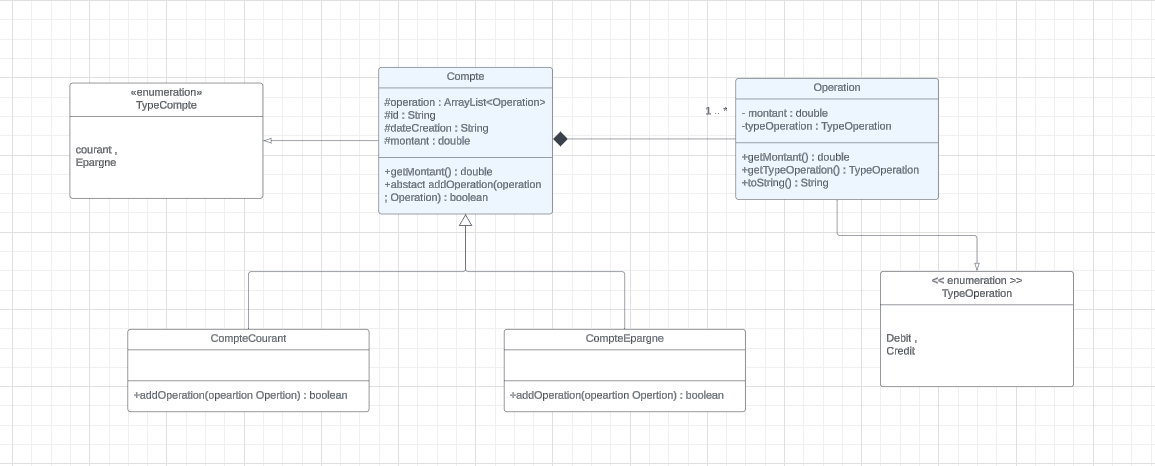 «enumeration»
TypeCompte
courant ,
Epargne
Compte
#operation : ArrayList<Operation>
#id : String
#dateCreation : String
#montant : double
+getMontant() : double
+abstact addOperation(operation
; Operation) : boolean
1 .. *
Operation
- montant : double
-typeOperation : TypeOperation
+getMontant() : double
+getTypeOperation() : TypeOperation
+toString() : String
<< enumeration >>
TypeOperation
Debit ,
Credit
CompteCourant
+addOperation(opeartion Opertion) : boolean
CompteEpargne
+addOperation(opeartion Opertion) : boolean